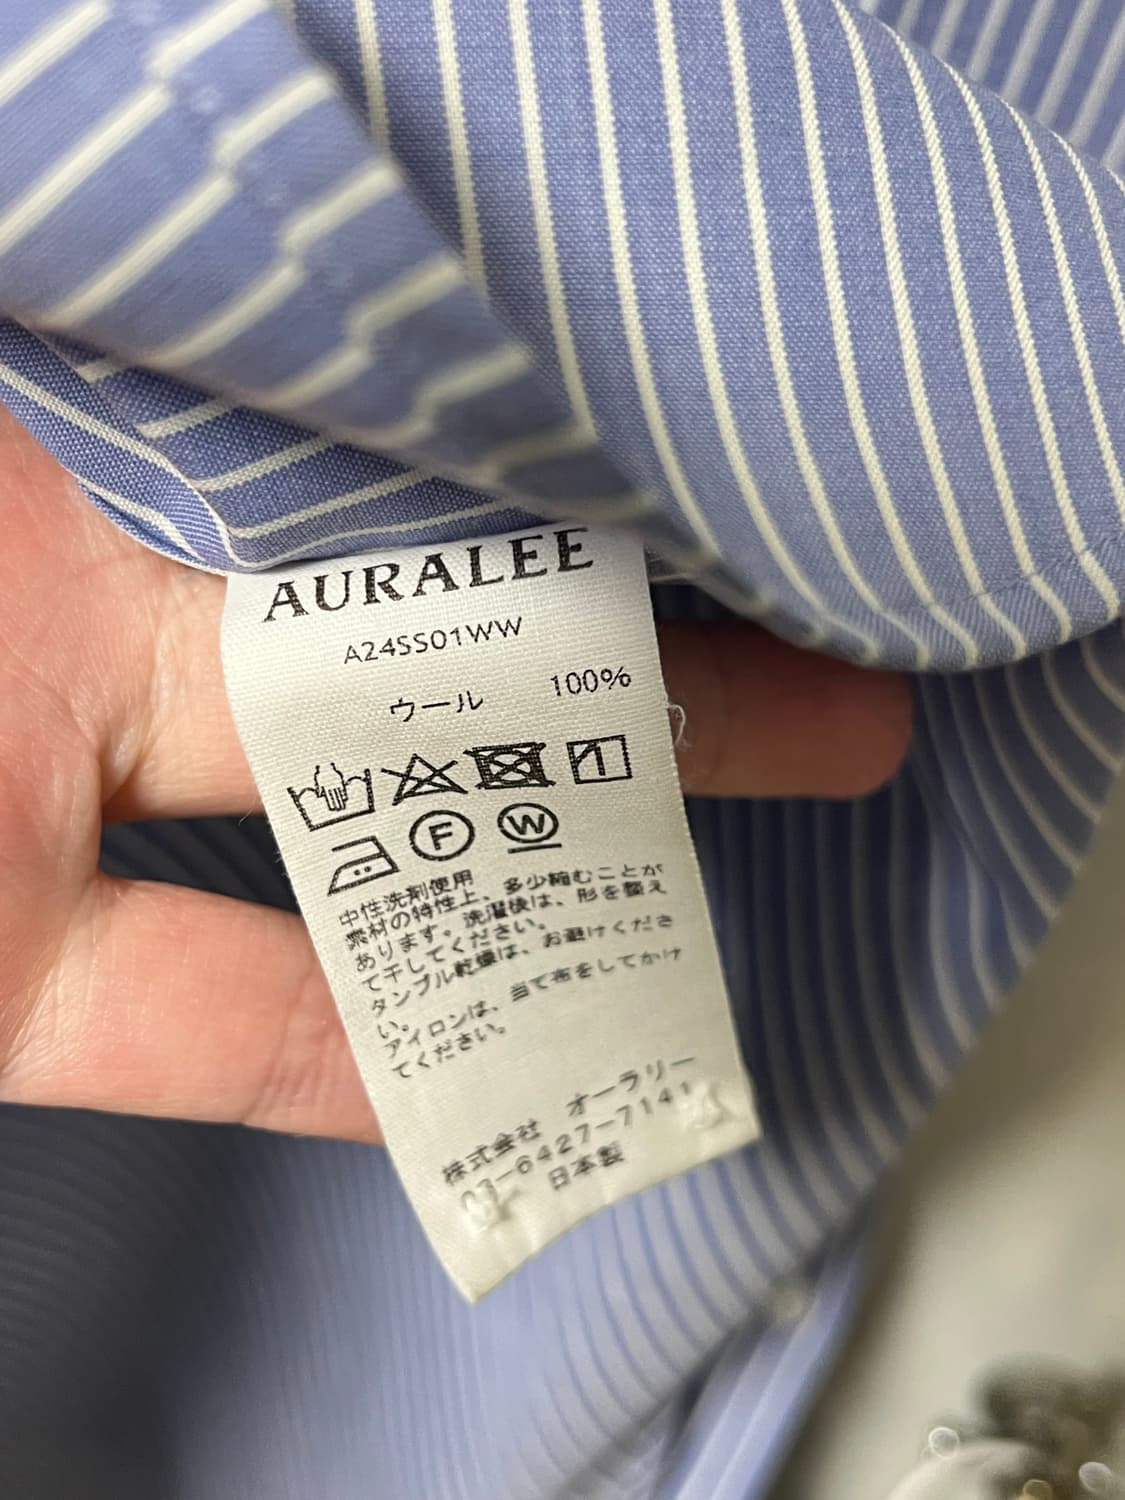 AURALEE
A24SS01WW
ウール 100%
F W
中性洗剤使用
素材の特性上、多少縮むことが
あります。洗濯後は、形を整え
て干してください。
タンブル乾燥は、お避けくださ
い。
アイロンは、当て布をしてかけ
てください。
株式会社 オーラリー
03-6427-7141
日本製